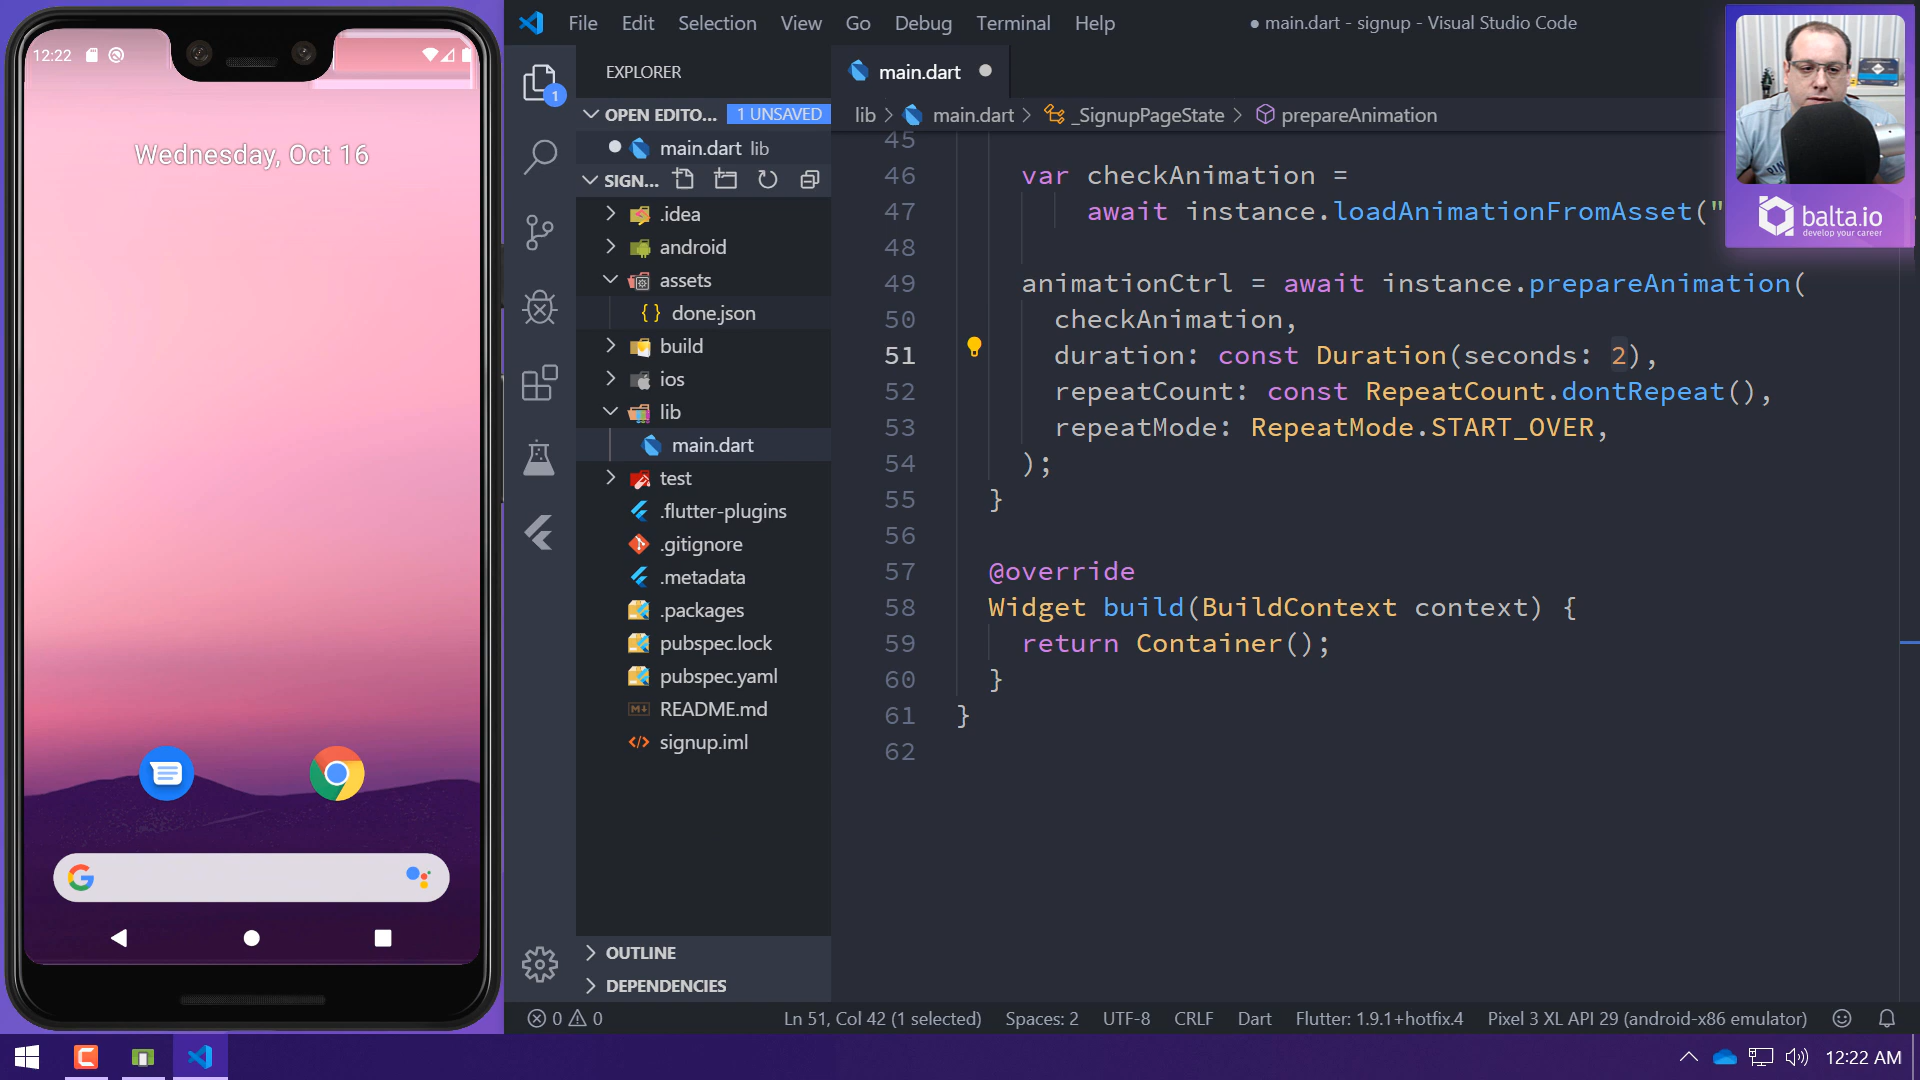 12:22
Wednesday, Oct 16
File Edit Selection View Go Debug Terminal Help
● main.dart - signup - Visual Studio Code
EXPLORER
OPEN EDITO... 1 UNSAVED
main.dart lib
SIGN...
.idea
android
assets
{ } done.json
build
ios
lib
main.dart
test
.flutter-plugins
.gitignore
.metadata
.packages
pubspec.lock
pubspec.yaml
README.md
signup.iml
OUTLINE
DEPENDENCIES
1
main.dart
lib > main.dart > _SignupPageState > prepareAnimation
45
46 var checkAnimation =
47 await instance.loadAnimationFromAsset("
48
49 animationCtrl = await instance.prepareAnimation(
50 checkAnimation,
51 duration: const Duration(seconds: 2),
52 repeatCount: const RepeatCount.dontRepeat(),
53 repeatMode: RepeatMode.START_OVER,
54 );
55 }
56
57 @override
58 Widget build(BuildContext context) {
59 return Container();
60 }
61 }
62
balta.io
develop your career
0 0 Ln 51, Col 42 (1 selected) Spaces: 2 UTF-8 CRLF Dart Flutter: 1.9.1+hotfix.4 Pixel 3 XL API 29 (android-x86 emulator)
12:22 AM